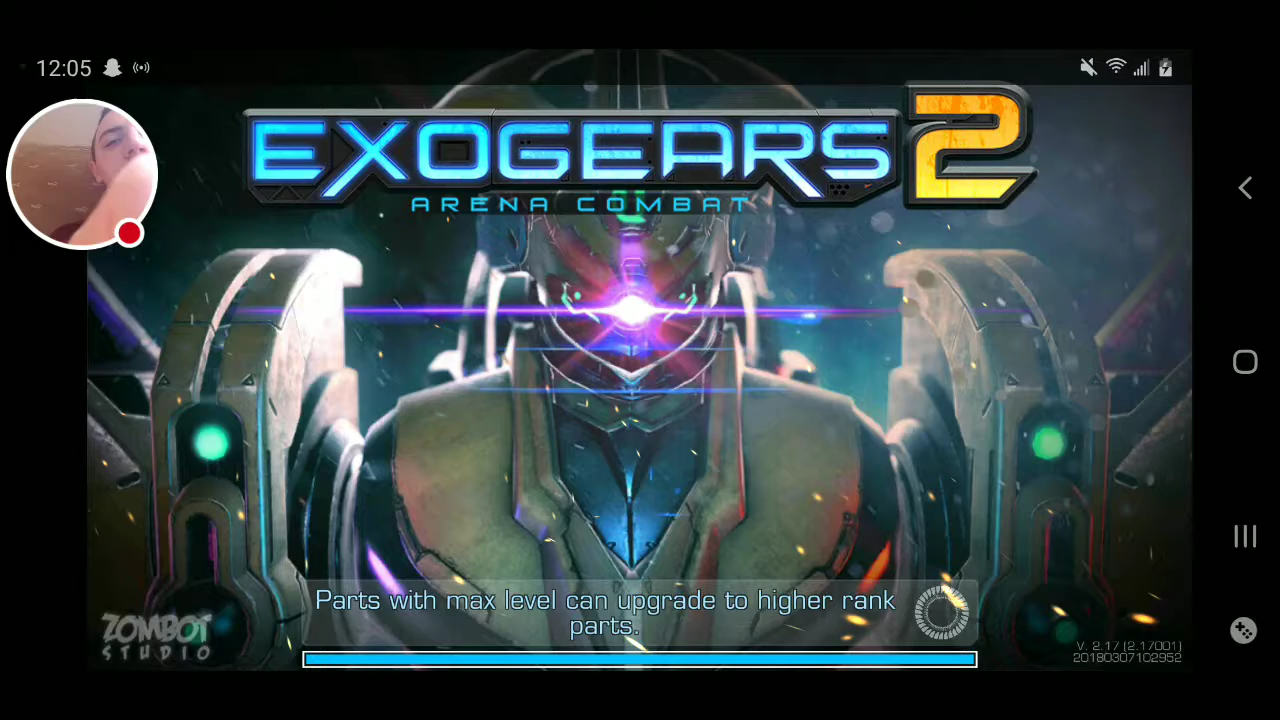 12:05
EXOGEARS 2
ARENA COMBAT
Parts with max level can upgrade to higher rank
parts.
ZOMBOT
STUDIO
V. 2.17 (2.17001)
20180307102952